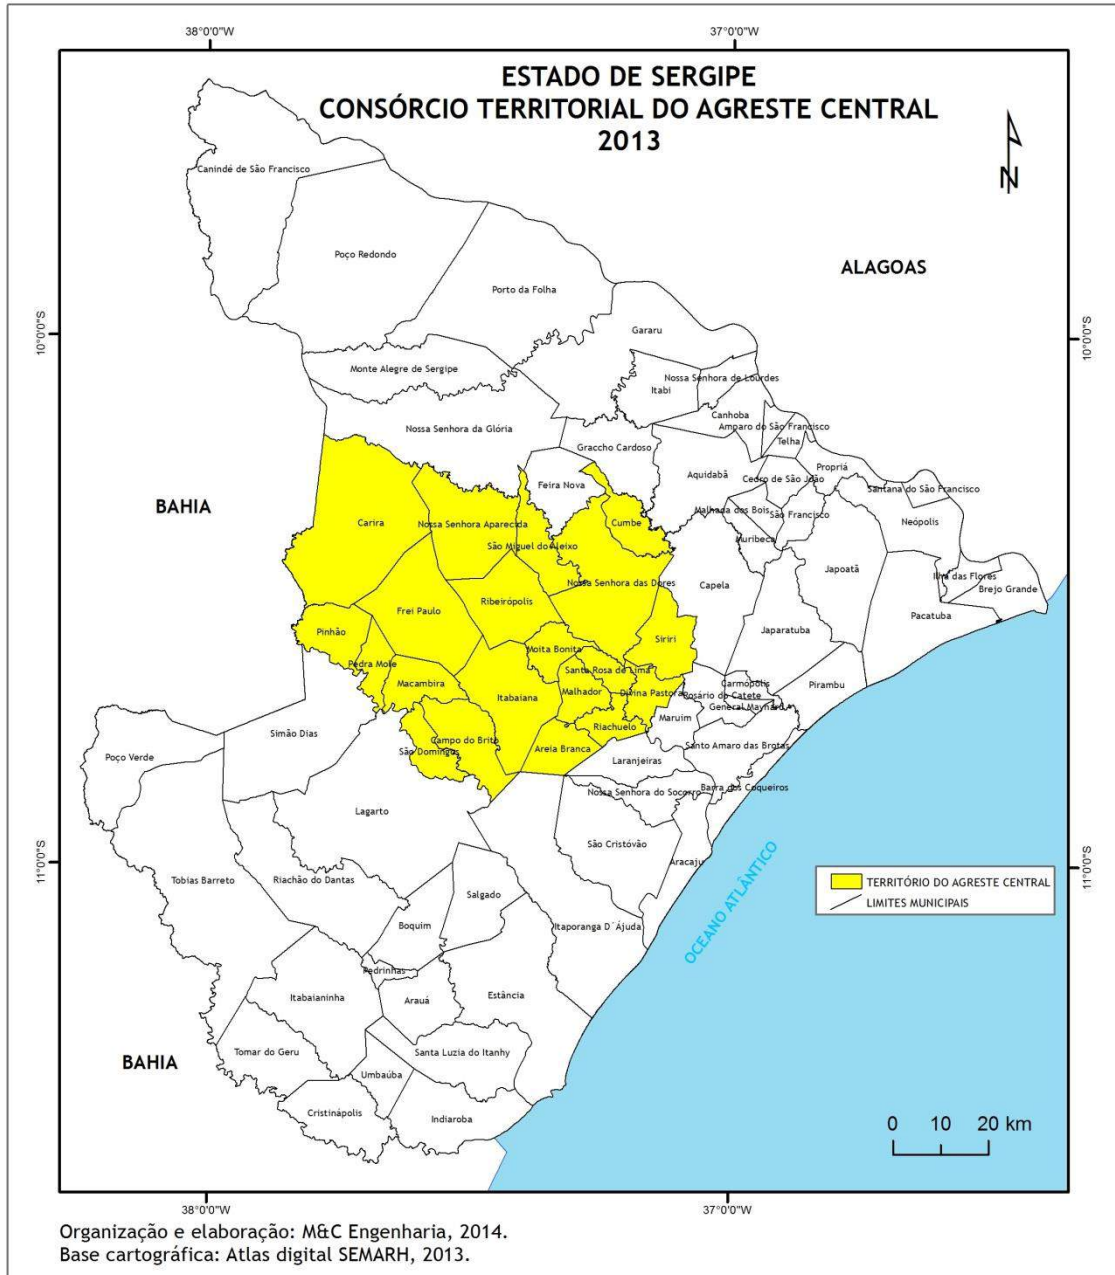 38°0'0"W
37°0'0"W
ESTADO DE SERGIPE
CONSÓRCIO TERRITORIAL DO AGRESTE CENTRAL
2013
N
Canindé de São Francisco
Poço Redondo
ALAGOAS
Porto da Folha
10°0'0"S
10°0'0"S
Gararu
Monte Alegre de Sergipe
Nossa Senhora de Lourdes
Itabi
Canhoba
Nossa Senhora da Glória
Amparo do São Francisco
Telha
Graccho Cardoso
Propriá
Aquidabã
Cedro de São João
Feira Nova
Santana do São Francisco
BAHIA
Malhada dos Bois
São Francisco
Carira
Nossa Senhora Aparecida
Cumbe
Neópolis
Muribeca
São Miguel do Aleixo
Japoatã
Ilha das Flores
Nossa Senhora das Dores
Capela
Brejo Grande
Ribeirópolis
Frei Paulo
Pacatuba
Pinhão
Japaratuba
Siriri
Moita Bonita
Pedra Mole
Santa Rosa de Lima
Macambira
Carmópolis
Pirambu
Malhador
Divina Pastora
Rosário do Catete
Itabaiana
General Maynard
Maruim
Riachuelo
Simão Dias
Campo do Brito
Areia Branca
Santo Amaro das Brotas
São Domingos
Poço Verde
Laranjeiras
Barra dos Coqueiros
Nossa Senhora do Socorro
Lagarto
São Cristóvão
Aracaju
11°0'0"S
11°0'0"S
Tobias Barreto
Riachão do Dantas
TERRITÓRIO DO AGRESTE CENTRAL
Salgado
LIMITES MUNICIPAIS
OCEANO ATLÂNTICO
Boquim
Itaporanga D´Ájuda
Pedrinhas
Itabaianinha
Arauá
Estância
Tomar do Geru
Santa Luzia do Itanhy
BAHIA
Umbaúba
Cristinápolis
Indiaroba
0 10 20 km
38°0'0"W
37°0'0"W
Organização e elaboração: M&C Engenharia, 2014.
Base cartográfica: Atlas digital SEMARH, 2013.